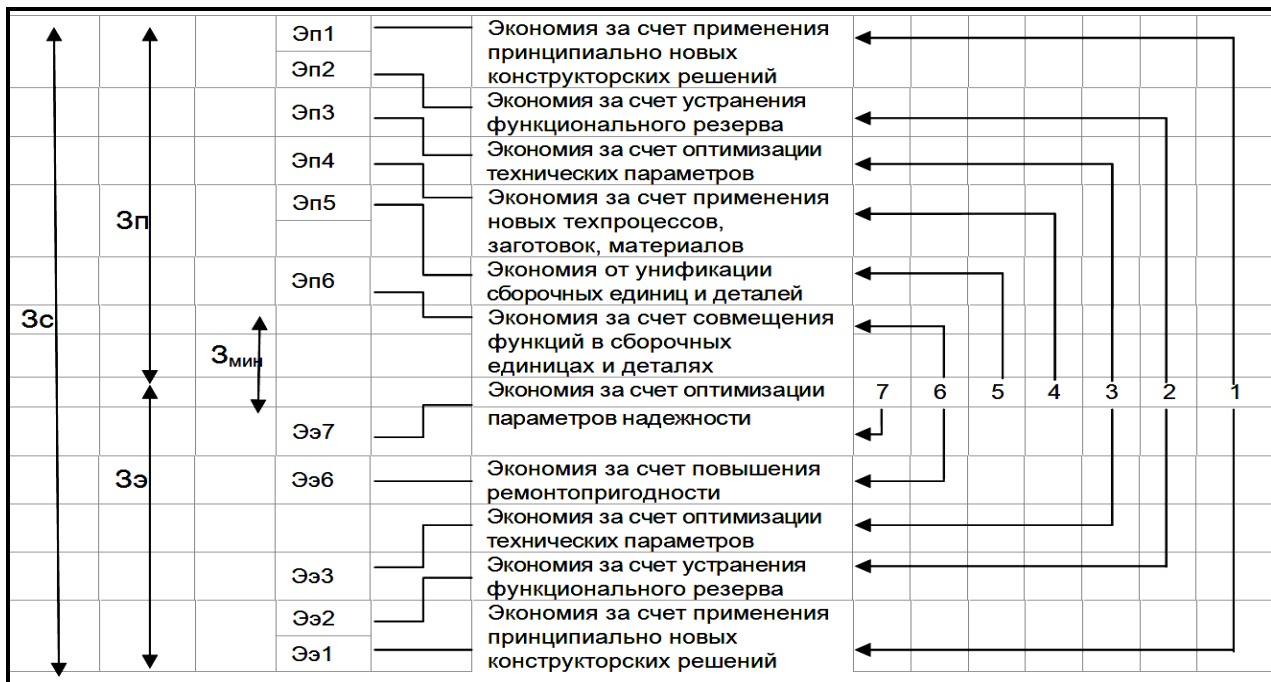 Эп1
Экономия за счет применения
принципиально новых
Эп2
конструкторских решений
Эп3
Экономия за счет устранения
функционального резерва
Эп4
Экономия за счет оптимизации
технических параметров
Эп5
Экономия за счет применения
новых техпроцессов,
заготовок, материалов
Зп
Эп6
Экономия от унификации
сборочных единиц и деталей
Зс
Экономия за счет совмещения
функций в сборочных
единицах и деталях
Змин
Экономия за счет оптимизации
7 6 5 4 3 2 1
параметров надежности
Ээ7
Зэ
Ээ6
Экономия за счет повышения
ремонтопригодности
Экономия за счет оптимизации
технических параметров
Ээ3
Экономия за счет устранения
функционального резерва
Ээ2
Экономия за счет применения
принципиально новых
Ээ1
конструкторских решений